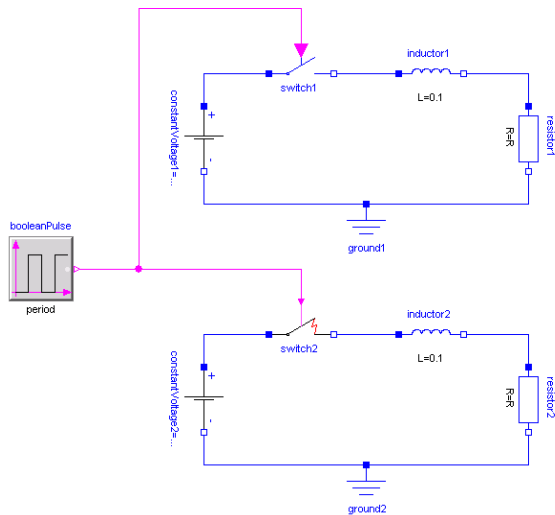 inductor1
switch1
L=0.1
constantVoltage1=...
+
-
R=R
resistor1
ground1
booleanPulse
period
inductor2
switch2
L=0.1
constantVoltage2=...
+
-
R=R
resistor2
ground2